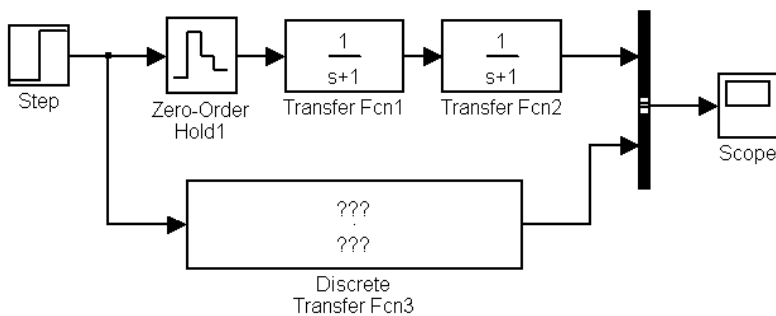 Step
Zero-Order
Hold1
1
s+1
Transfer Fcn1
1
s+1
Transfer Fcn2
Scope
???
???
Discrete
Transfer Fcn3